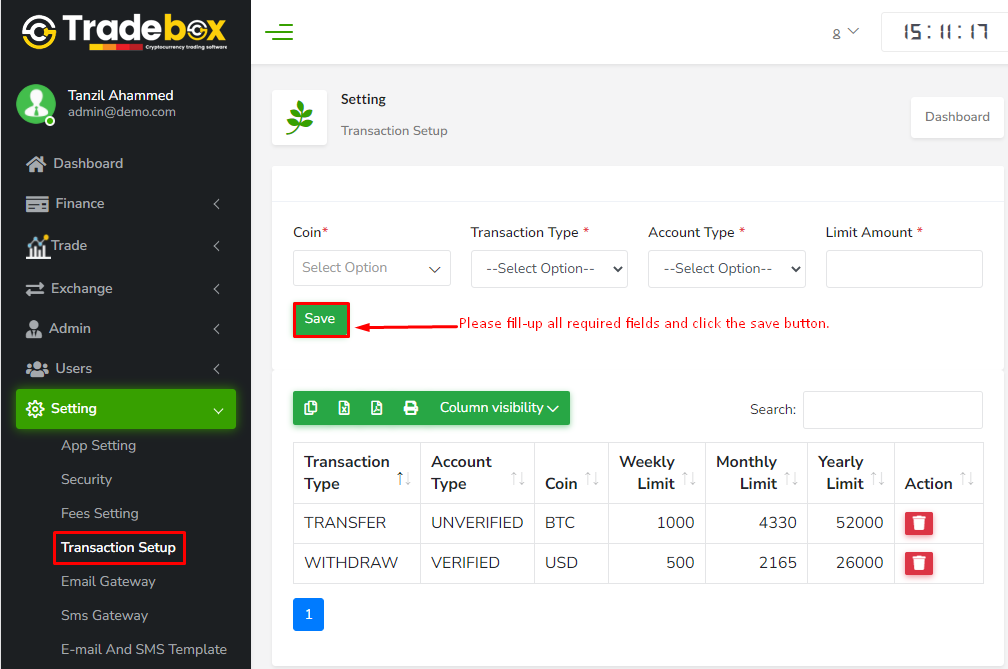 Tradebox
Cryptocurrency trading software
8
15:11:17
Tanzil Ahammed
admin@demo.com
Dashboard
Finance
Trade
Exchange
Admin
Users
Setting
App Setting
Security
Fees Setting
Transaction Setup
Email Gateway
Sms Gateway
E-mail And SMS Template
Setting
Transaction Setup
Dashboard
Coin* Transaction Type * Account Type * Limit Amount *
Select Option --Select Option-- --Select Option--
Save
Please fill-up all required fields and click the save button.
Column visibility
Search:
Transaction Type Account Type Coin Weekly Limit Monthly Limit Yearly Limit Action
TRANSFER UNVERIFIED BTC 1000 4330 52000
WITHDRAW VERIFIED USD 500 2165 26000
1